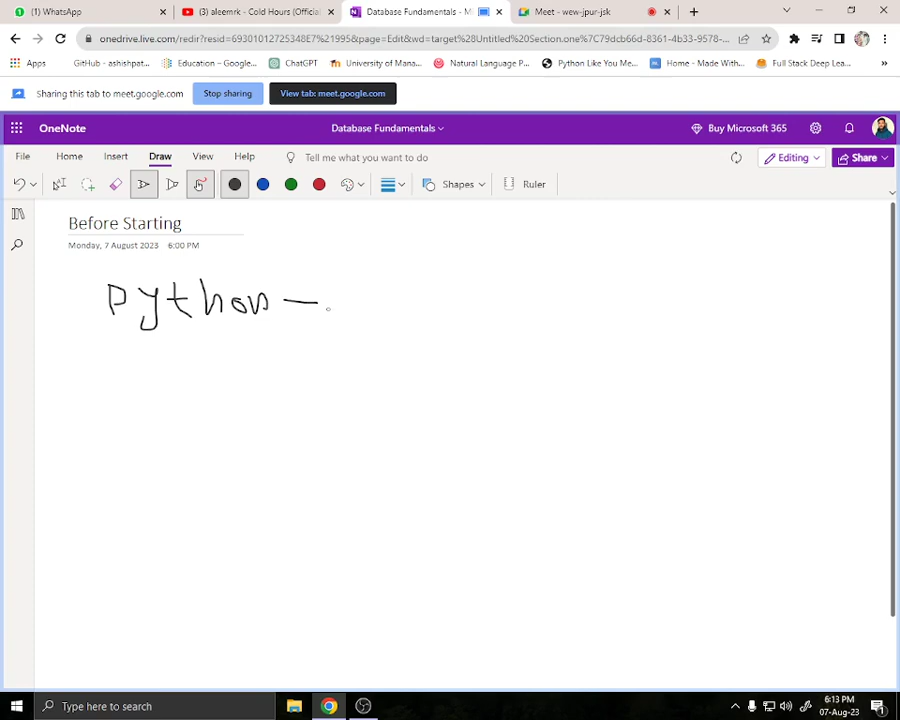 (1) WhatsApp
(3) aleemrk - Cold Hours (Official
Database Fundamentals - Mi
Meet - wew-jpur-jsk
onedrive.live.com/redir?resid=69301012725348E7%21995&page=Edit&wd=target%28Untitled%20Section.one%7C79dcb66d-8361-4b33-9578-...
Apps
GitHub - ashishpat...
Education – Google...
ChatGPT
University of Mana...
Natural Language P...
Python Like You Me...
Home - Made With...
Full Stack Deep Lea...
»
Sharing this tab to meet.google.com
Stop sharing
View tab: meet.google.com
OneNote
Database Fundamentals
Buy Microsoft 365
File
Home
Insert
Draw
View
Help
Tell me what you want to do
Editing
Share
Shapes
Ruler
Before Starting
Monday, 7 August 2023 6:00 PM
Python —
Type here to search
6:13 PM
07-Aug-23